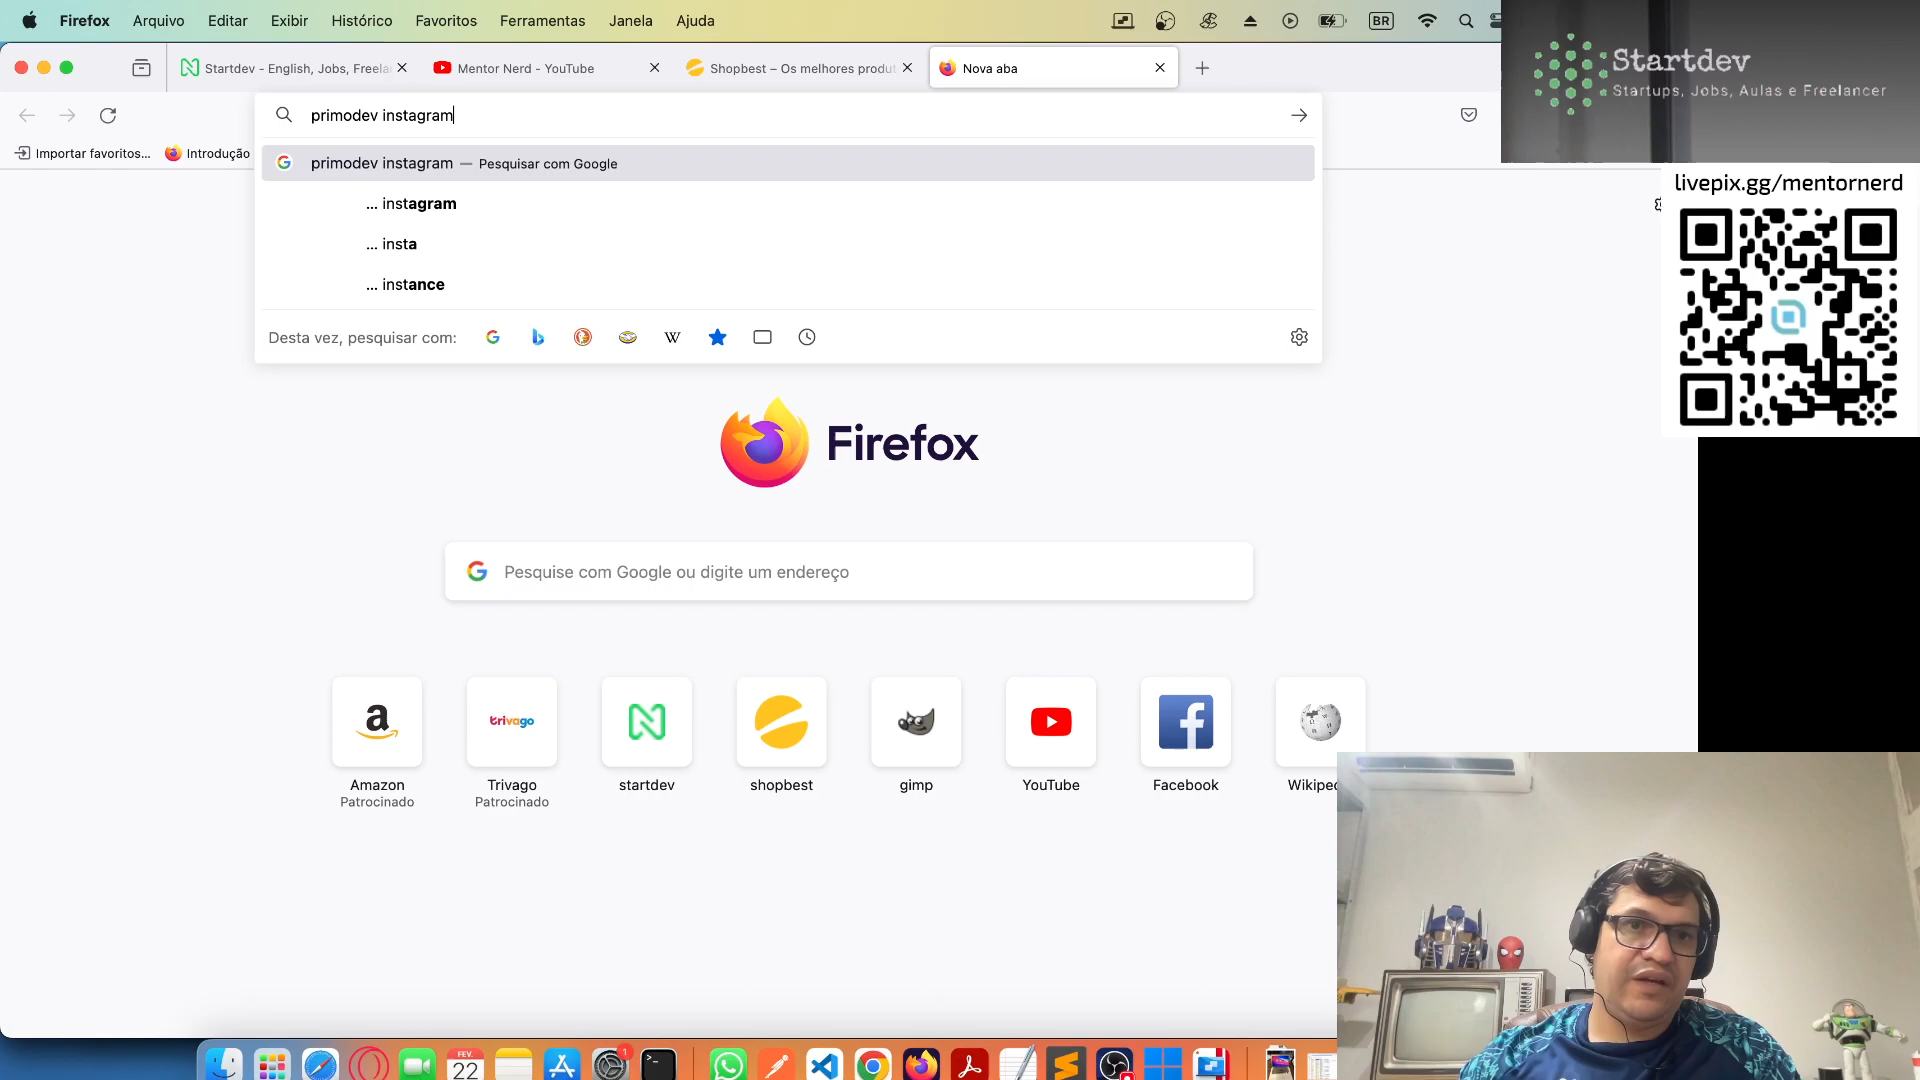 Firefox
Arquivo
Editar
Exibir
Histórico
Favoritos
Ferramentas
Janela
Ajuda
BR
Startdev
Startups, Jobs, Aulas e Freelancer
Startdev - English, Jobs, Freela
Mentor Nerd - YouTube
Shopbest – Os melhores produt
Nova aba
primodev instagram
Importar favoritos...
Introdução
primodev instagram — Pesquisar com Google
... instagram
... insta
... instance
Desta vez, pesquisar com:
W
livepix.gg/mentornerd
Firefox
Pesquise com Google ou digite um endereço
a
trivago
Amazon
Patrocinado
Trivago
Patrocinado
startdev
shopbest
gimp
YouTube
Facebook
Wikiped
FEV.
22
1